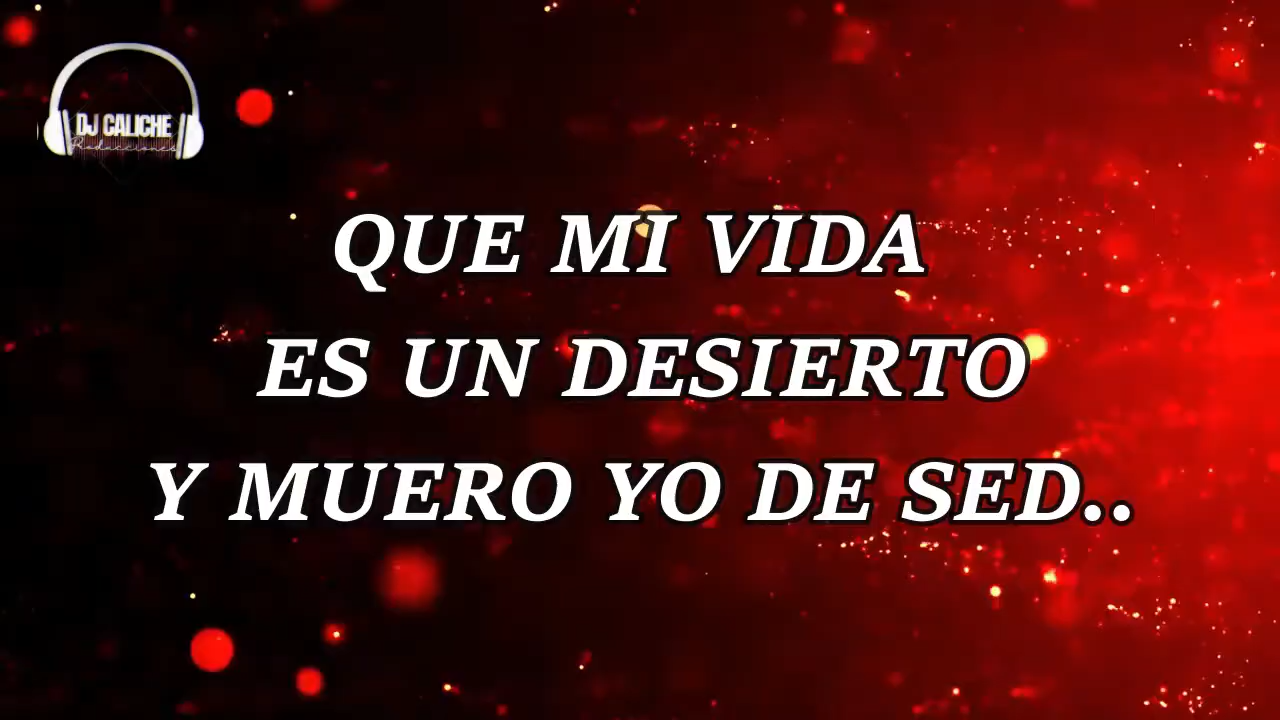 DJ CALICHE
QUE MI VIDA
ES UN DESIERTO
Y MUERO YO DE SED..